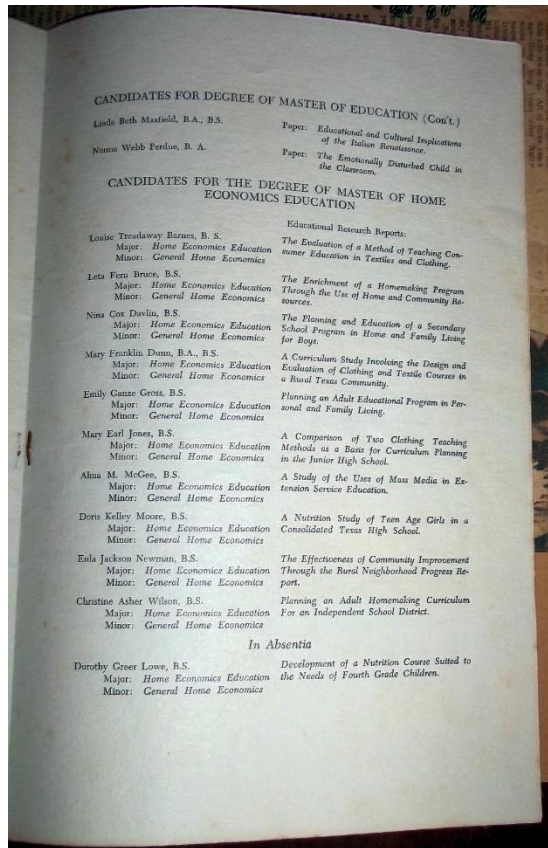 CANDIDATES FOR DEGREE OF MASTER OF EDUCATION (Con't.)
Linda Beth Maxfield, B.A., B.S.
Paper: Educational and Cultural Implications
of the Italian Renaissance.
Norma Webb Perdue, B. A.
Paper: The Emotionally Disturbed Child in
the Classroom.
CANDIDATES FOR THE DEGREE OF MASTER OF HOME
ECONOMICS EDUCATION
Educational Research Reports:
Louise Treadaway Barnes, B. S.
Major: Home Economics Education
Minor: General Home Economics
The Evaluation of a Method of Teaching Con-
sumer Education in Textiles and Clothing.
Leta Fern Bruce, B.S.
Major: Home Economics Education
Minor: General Home Economics
The Enrichment of a Homemaking Program
Through the Use of Home and Community Re-
sources.
Nina Cox Davlin, B.S.
Major: Home Economics Education
Minor: General Home Economics
The Planning and Education of a Secondary
School Program in Home and Family Living
for Boys.
Mary Franklin Dunn, B.A., B.S.
Major: Home Economics Education
Minor: General Home Economics
A Curriculum Study Involving the Design and
Evaluation of Clothing and Textile Courses in
a Rural Texas Community.
Emily Ganze Gross, B.S.
Major: Home Economics Education
Minor: General Home Economics
Planning an Adult Educational Program in Per-
sonal and Family Living.
Mary Earl Jones, B.S.
Major: Home Economics Education
Minor: General Home Economics
A Comparison of Two Clothing Teaching
Methods as a Basis for Curriculum Planning
in the Junior High School.
Alma M. McGee, B.S.
Major: Home Economics Education
Minor: General Home Economics
A Study of the Uses of Mass Media in Ex-
tension Service Education.
Doris Kelley Moore, B.S.
Major: Home Economics Education
Minor: General Home Economics
A Nutrition Study of Teen Age Girls in a
Consolidated Texas High School.
Eula Jackson Newman, B.S.
Major: Home Economics Education
Minor: General Home Economics
The Effectiveness of Community Improvement
Through the Rural Neighborhood Progress Re-
port.
Christine Asher Wilson, B.S.
Major: Home Economics Education
Minor: General Home Economics
Planning an Adult Homemaking Curriculum
For an Independent School District.
In Absentia
Dorothy Greer Lowe, B.S.
Major: Home Economics Education
Minor: General Home Economics
Development of a Nutrition Course Suited to
the Needs of Fourth Grade Children.